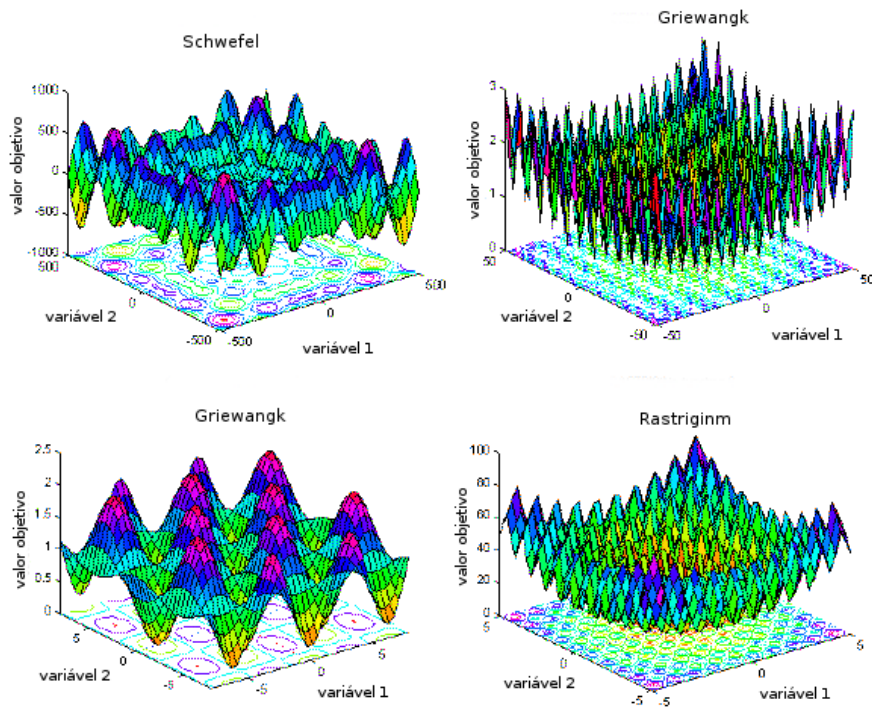 Schwefel
1000
500
0
-500
-1000
valor objetivo
500
0
-500
variável 2
-500
0
500
variável 1
Griewangk
3
2
1
0
valor objetivo
50
0
-50
variável 2
-50
0
50
variável 1
Griewangk
2.5
2
1.5
1
0.5
0
valor objetivo
5
0
-5
variável 2
-5
0
5
variável 1
Rastriginm
100
80
60
40
20
0
valor objetivo
5
0
-5
variável 2
-5
0
5
variável 1